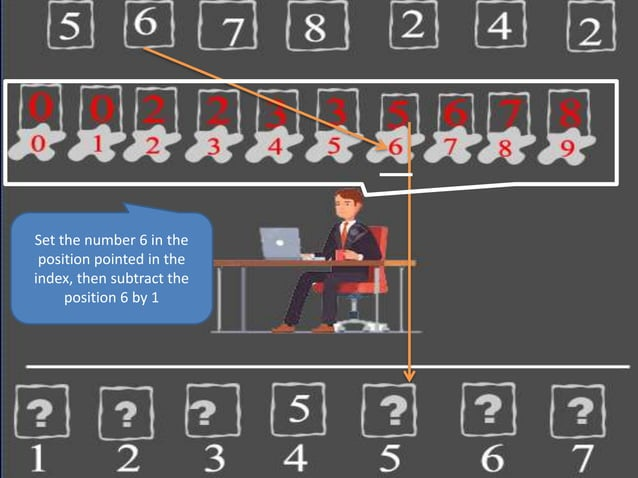 5 6 7 8 2 4 2
0 0 2 2 3 3 5 6 7 8
0 1 2 3 4 5 6 7 8 9
Set the number 6 in the
position pointed in the
index, then subtract the
position 6 by 1
? ? ? 5 ? ? ?
1 2 3 4 5 6 7